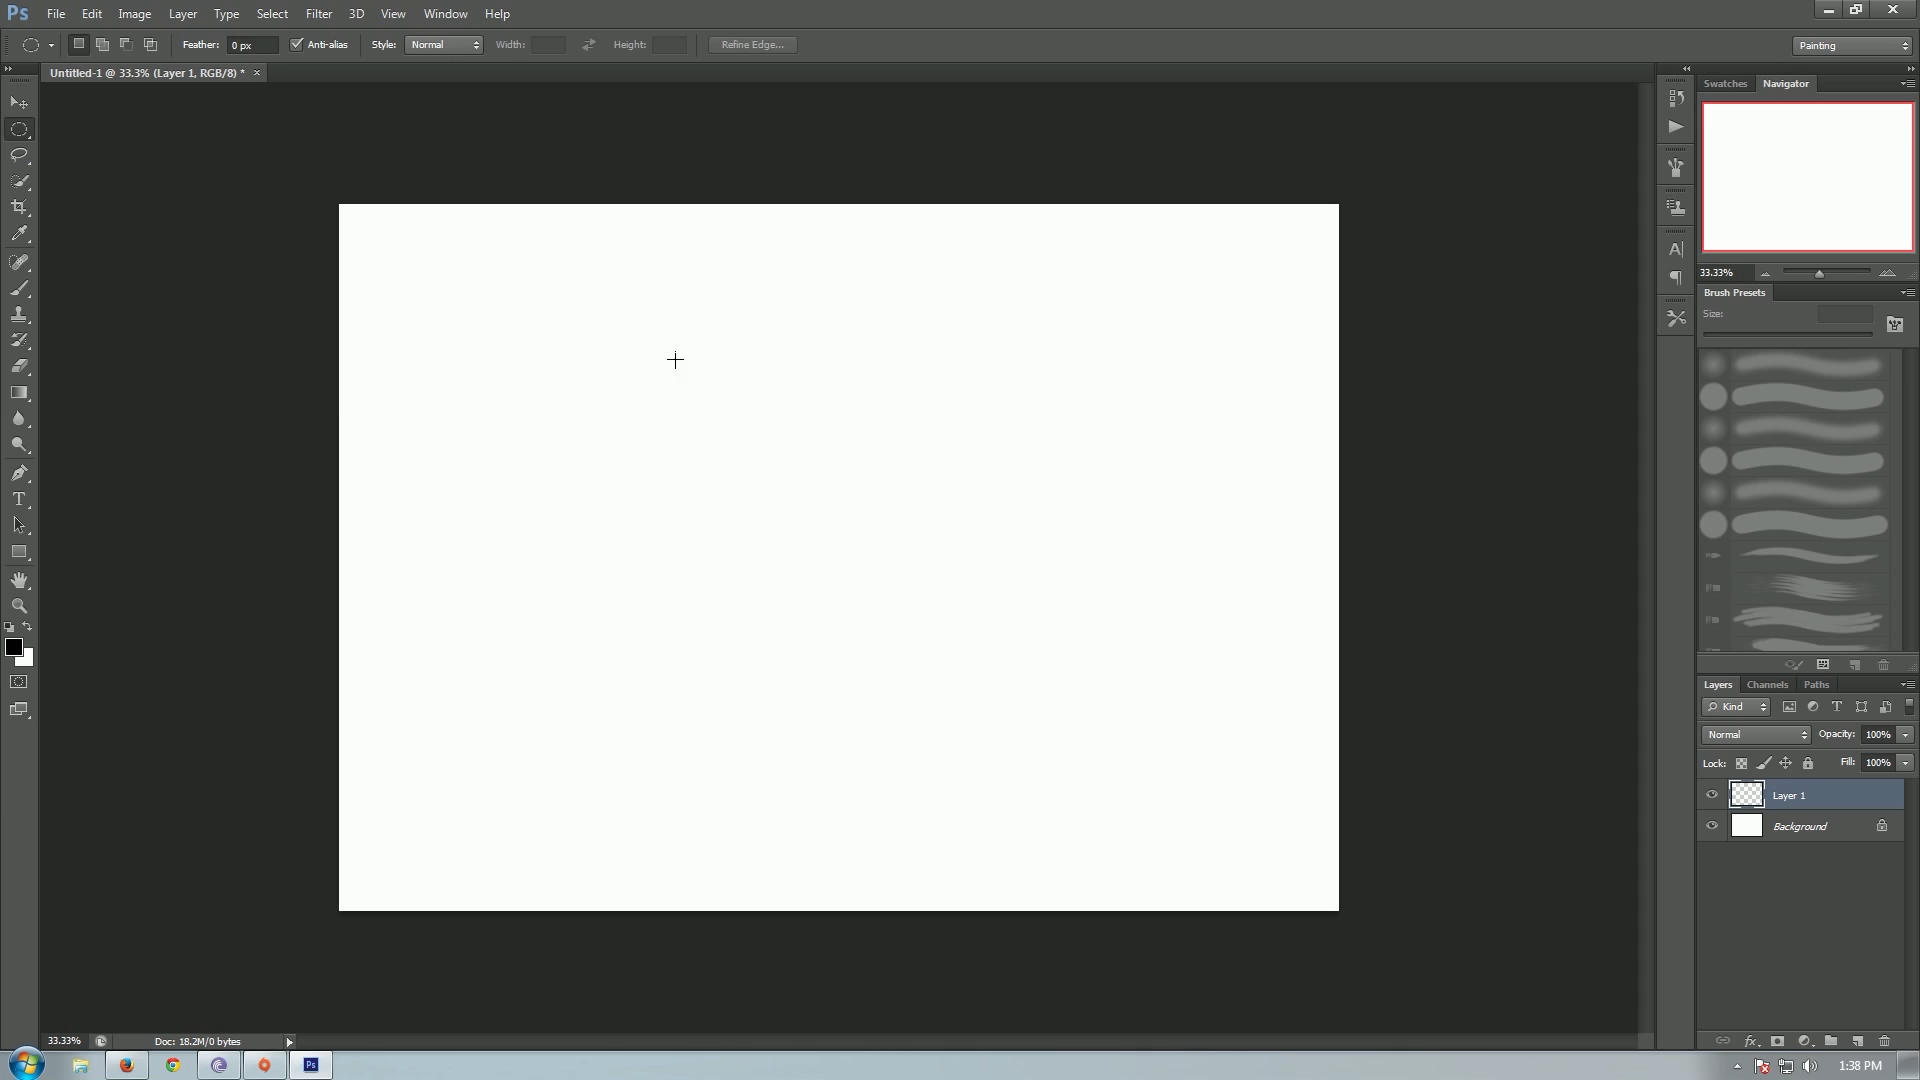 Ps File Edit Image Layer Type Select Filter 3D View Window Help
Feather: 0 px Anti-alias Style: Normal Width: Height: Refine Edge... Painting
Untitled-1 @ 33.3% (Layer 1, RGB/8) * ×
Swatches Navigator
33.33%
Brush Presets
Size:
Layers Channels Paths
Kind
Normal Opacity: 100%
Lock: Fill: 100%
Layer 1
Background
33.33% Doc: 18.2M/0 bytes
Ps 1:38 PM